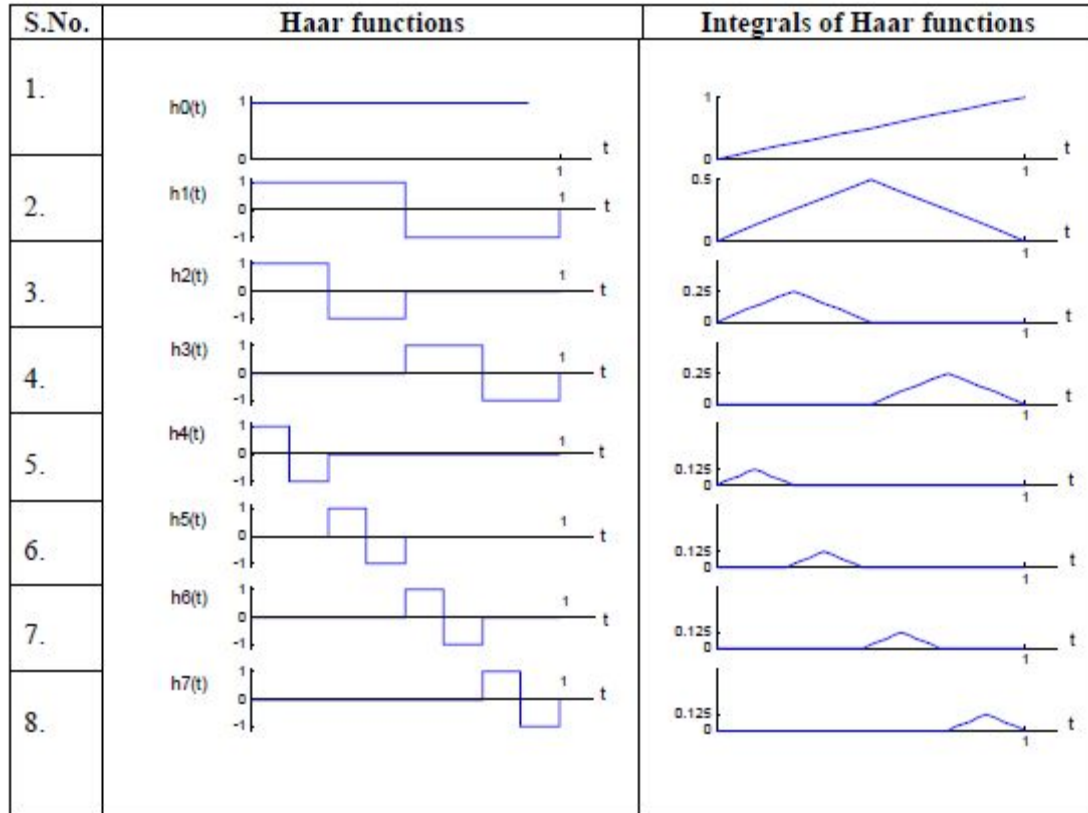 S.No. Haar functions Integrals of Haar functions
1.
h0(t) 1 0 1 t
1 0 1 t
2.
h1(t) 1 0 -1 1 t
0.5 0 1 t
3.
h2(t) 1 0 -1 1 t
0.25 0 1 t
4.
h3(t) 1 0 -1 1 t
0.25 0 1 t
5.
h4(t) 1 0 -1 1 t
0.125 0 1 t
6.
h5(t) 1 0 -1 1 t
0.125 0 1 t
7.
h6(t) 1 0 -1 1 t
0.125 0 1 t
8.
h7(t) 1 0 -1 1 t
0.125 0 1 t